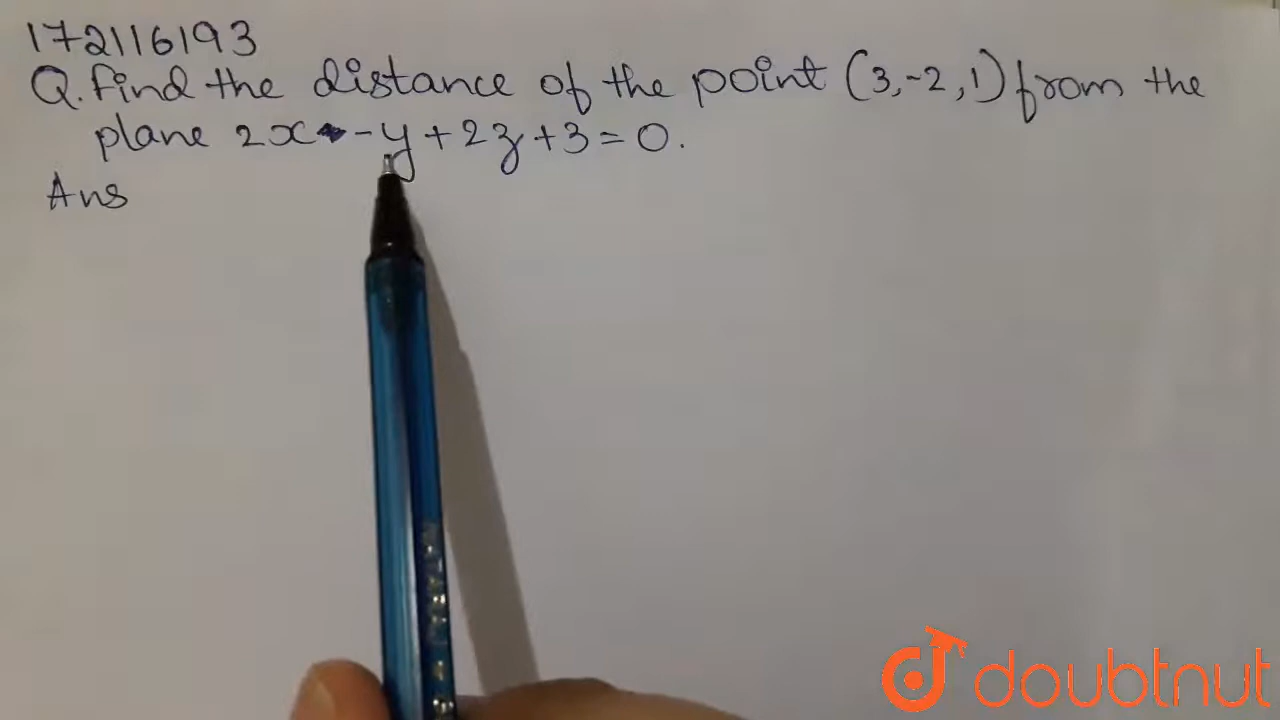 172116193
Q. Find the distance of the point (3,-2,1) from the
plane 2x -y+2z+3=0.
Ans
doubtnut